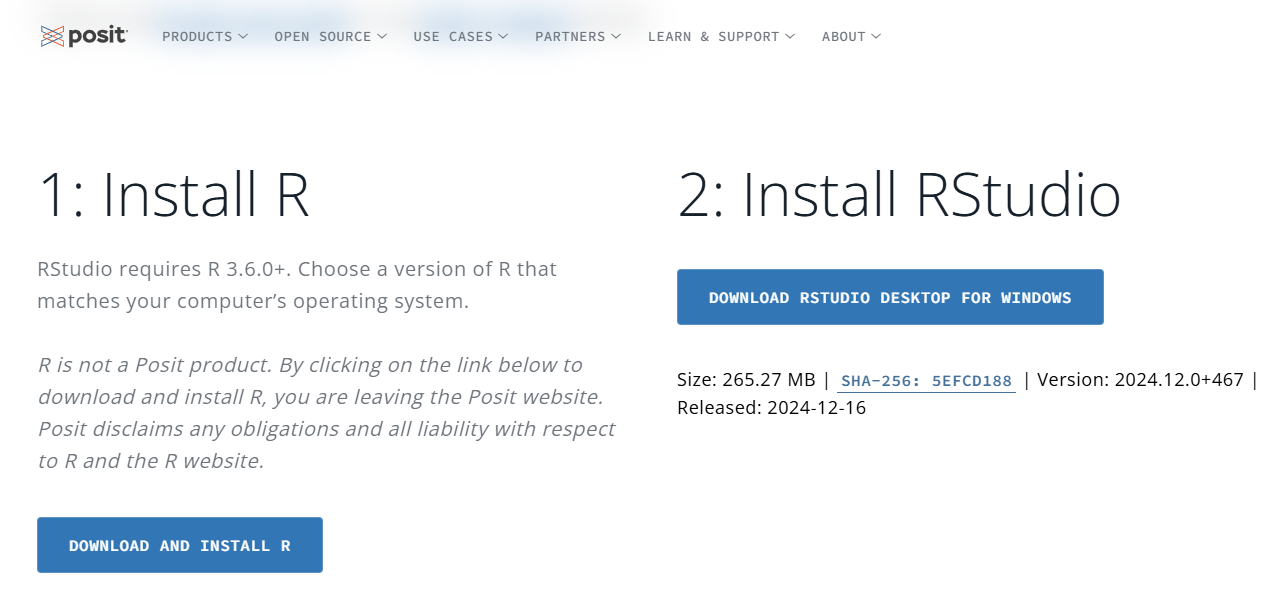 posit
PRODUCTS
OPEN SOURCE
USE CASES
PARTNERS
LEARN & SUPPORT
ABOUT
1: Install R
RStudio requires R 3.6.0+. Choose a version of R that
matches your computer’s operating system.
R is not a Posit product. By clicking on the link below to
download and install R, you are leaving the Posit website.
Posit disclaims any obligations and all liability with respect
to R and the R website.
DOWNLOAD AND INSTALL R
2: Install RStudio
DOWNLOAD RSTUDIO DESKTOP FOR WINDOWS
Size: 265.27 MB | SHA-256: 5EFCD188 | Version: 2024.12.0+467 |
Released: 2024-12-16